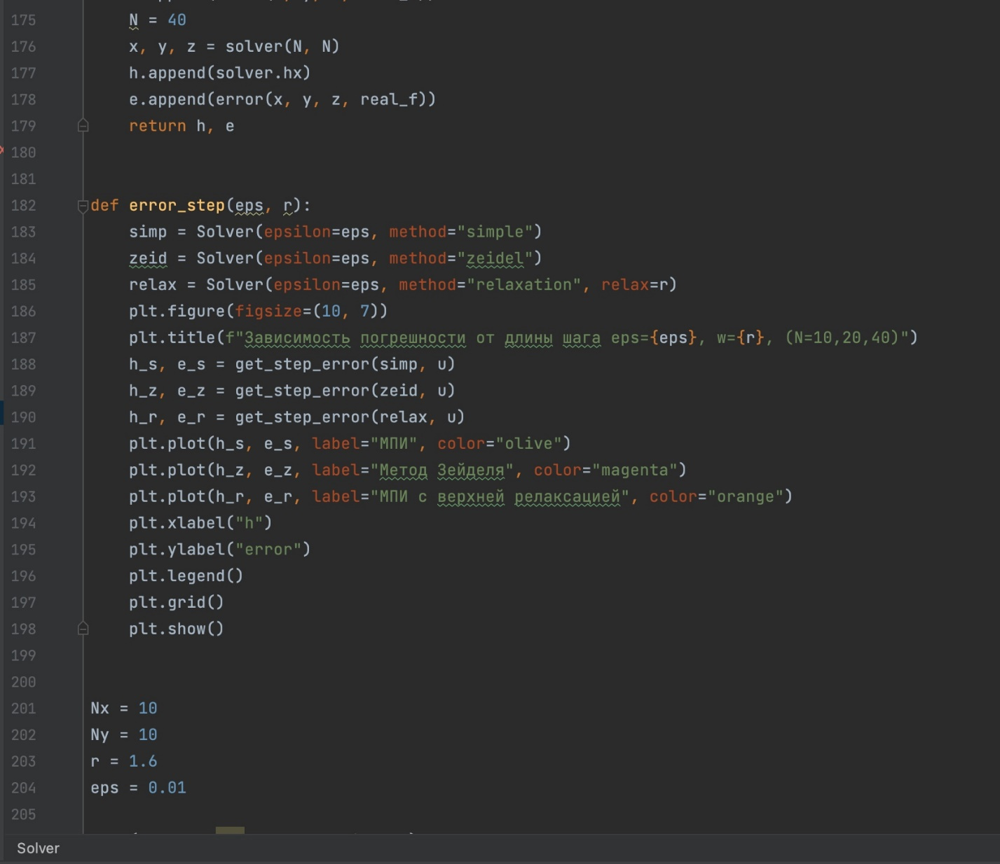 175 N = 40
176 x, y, z = solver(N, N)
177 h.append(solver.hx)
178 e.append(error(x, y, z, real_f))
179 return h, e
180
181
182 def error_step(eps, r):
183 simp = Solver(epsilon=eps, method="simple")
184 zeid = Solver(epsilon=eps, method="zeidel")
185 relax = Solver(epsilon=eps, method="relaxation", relax=r)
186 plt.figure(figsize=(10, 7))
187 plt.title(f"Зависимость погрешности от длины шага eps={eps}, w={r}, (N=10,20,40)")
188 h_s, e_s = get_step_error(simp, u)
189 h_z, e_z = get_step_error(zeid, u)
190 h_r, e_r = get_step_error(relax, u)
191 plt.plot(h_s, e_s, label="МПИ", color="olive")
192 plt.plot(h_z, e_z, label="Метод Зейделя", color="magenta")
193 plt.plot(h_r, e_r, label="МПИ с верхней релаксацией", color="orange")
194 plt.xlabel("h")
195 plt.ylabel("error")
196 plt.legend()
197 plt.grid()
198 plt.show()
199
200
201 Nx = 10
202 Ny = 10
203 r = 1.6
204 eps = 0.01
205
Solver